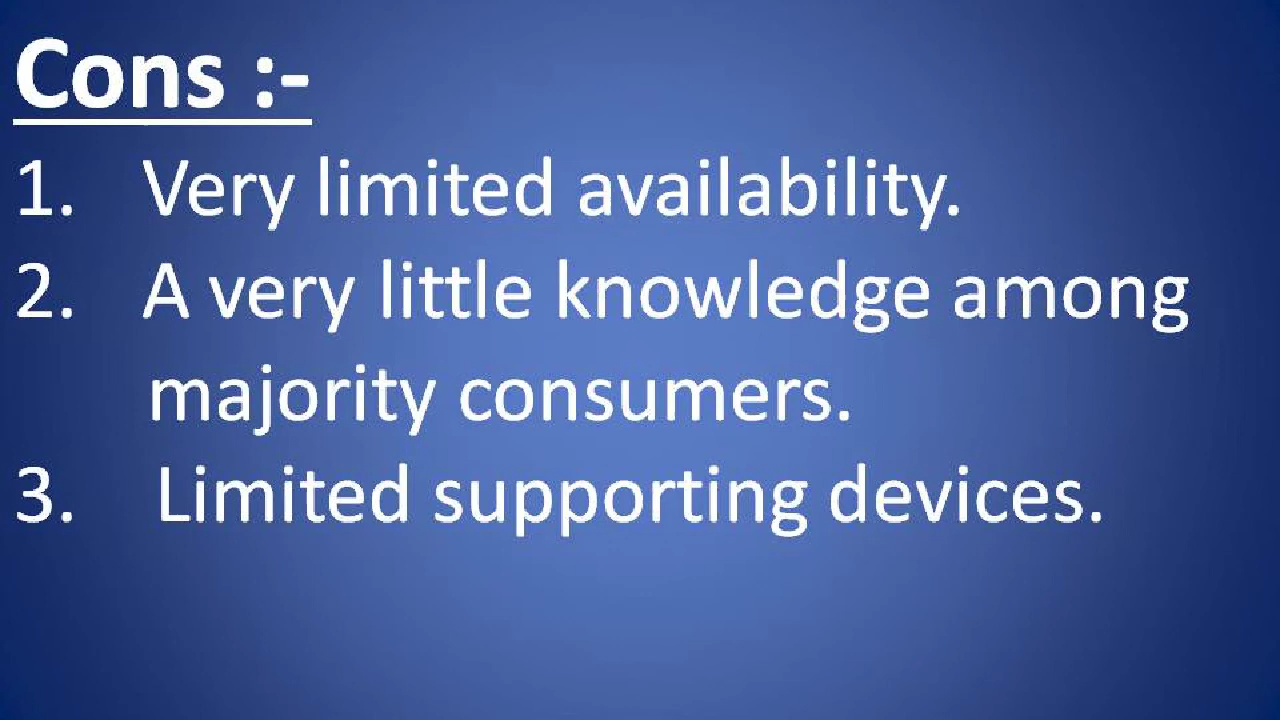 Cons :-
1. Very limited availability.
2. A very little knowledge among
majority consumers.
3. Limited supporting devices.